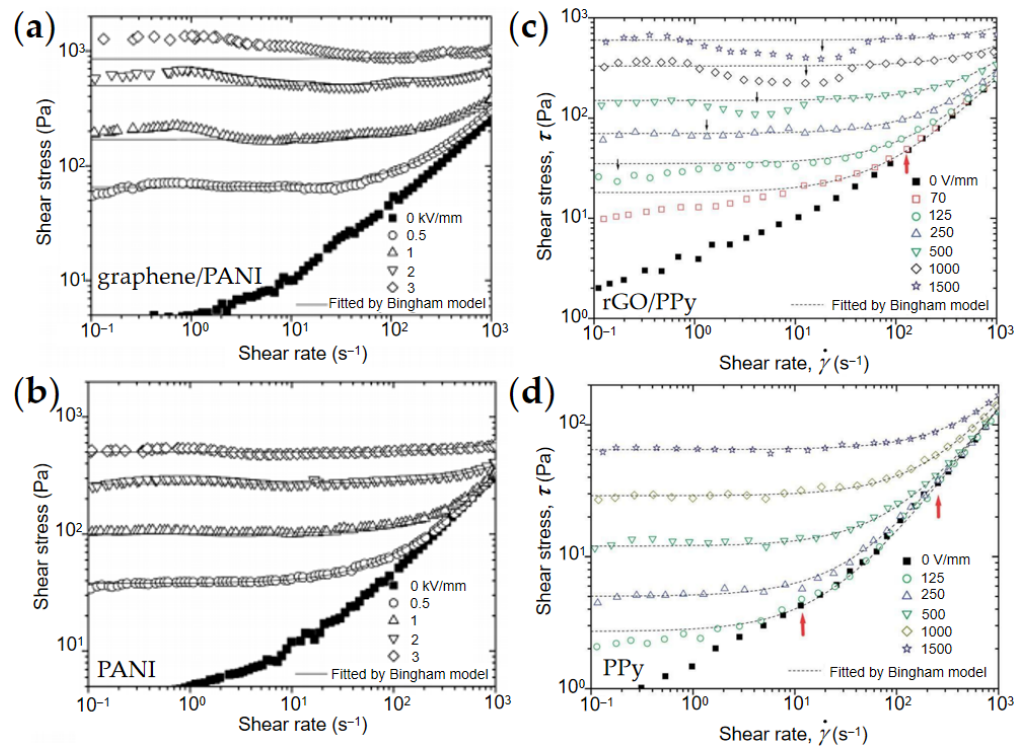 (a)
Shear stress (Pa)
10³
10²
10¹
graphene/PANI
0 kV/mm
0.5
1
2
3
Fitted by Bingham model
10⁻¹ 10⁰ 10¹ 10² 10³
Shear rate (s⁻¹)
(b)
Shear stress (Pa)
10³
10²
10¹
PANI
0 kV/mm
0.5
1
2
3
Fitted by Bingham model
10⁻¹ 10⁰ 10¹ 10² 10³
Shear rate (s⁻¹)
(c)
Shear stress, τ (Pa)
10³
10²
10¹
10⁰
rGO/PPy
0 V/mm
70
125
250
500
1000
1500
Fitted by Bingham model
10⁻¹ 10⁰ 10¹ 10² 10³
Shear rate, γ̇ (s⁻¹)
(d)
Shear stress, τ (Pa)
10²
10¹
10⁰
PPy
0 V/mm
125
250
500
1000
1500
Fitted by Bingham model
10⁻¹ 10⁰ 10¹ 10² 10³
Shear rate, γ̇ (s⁻¹)